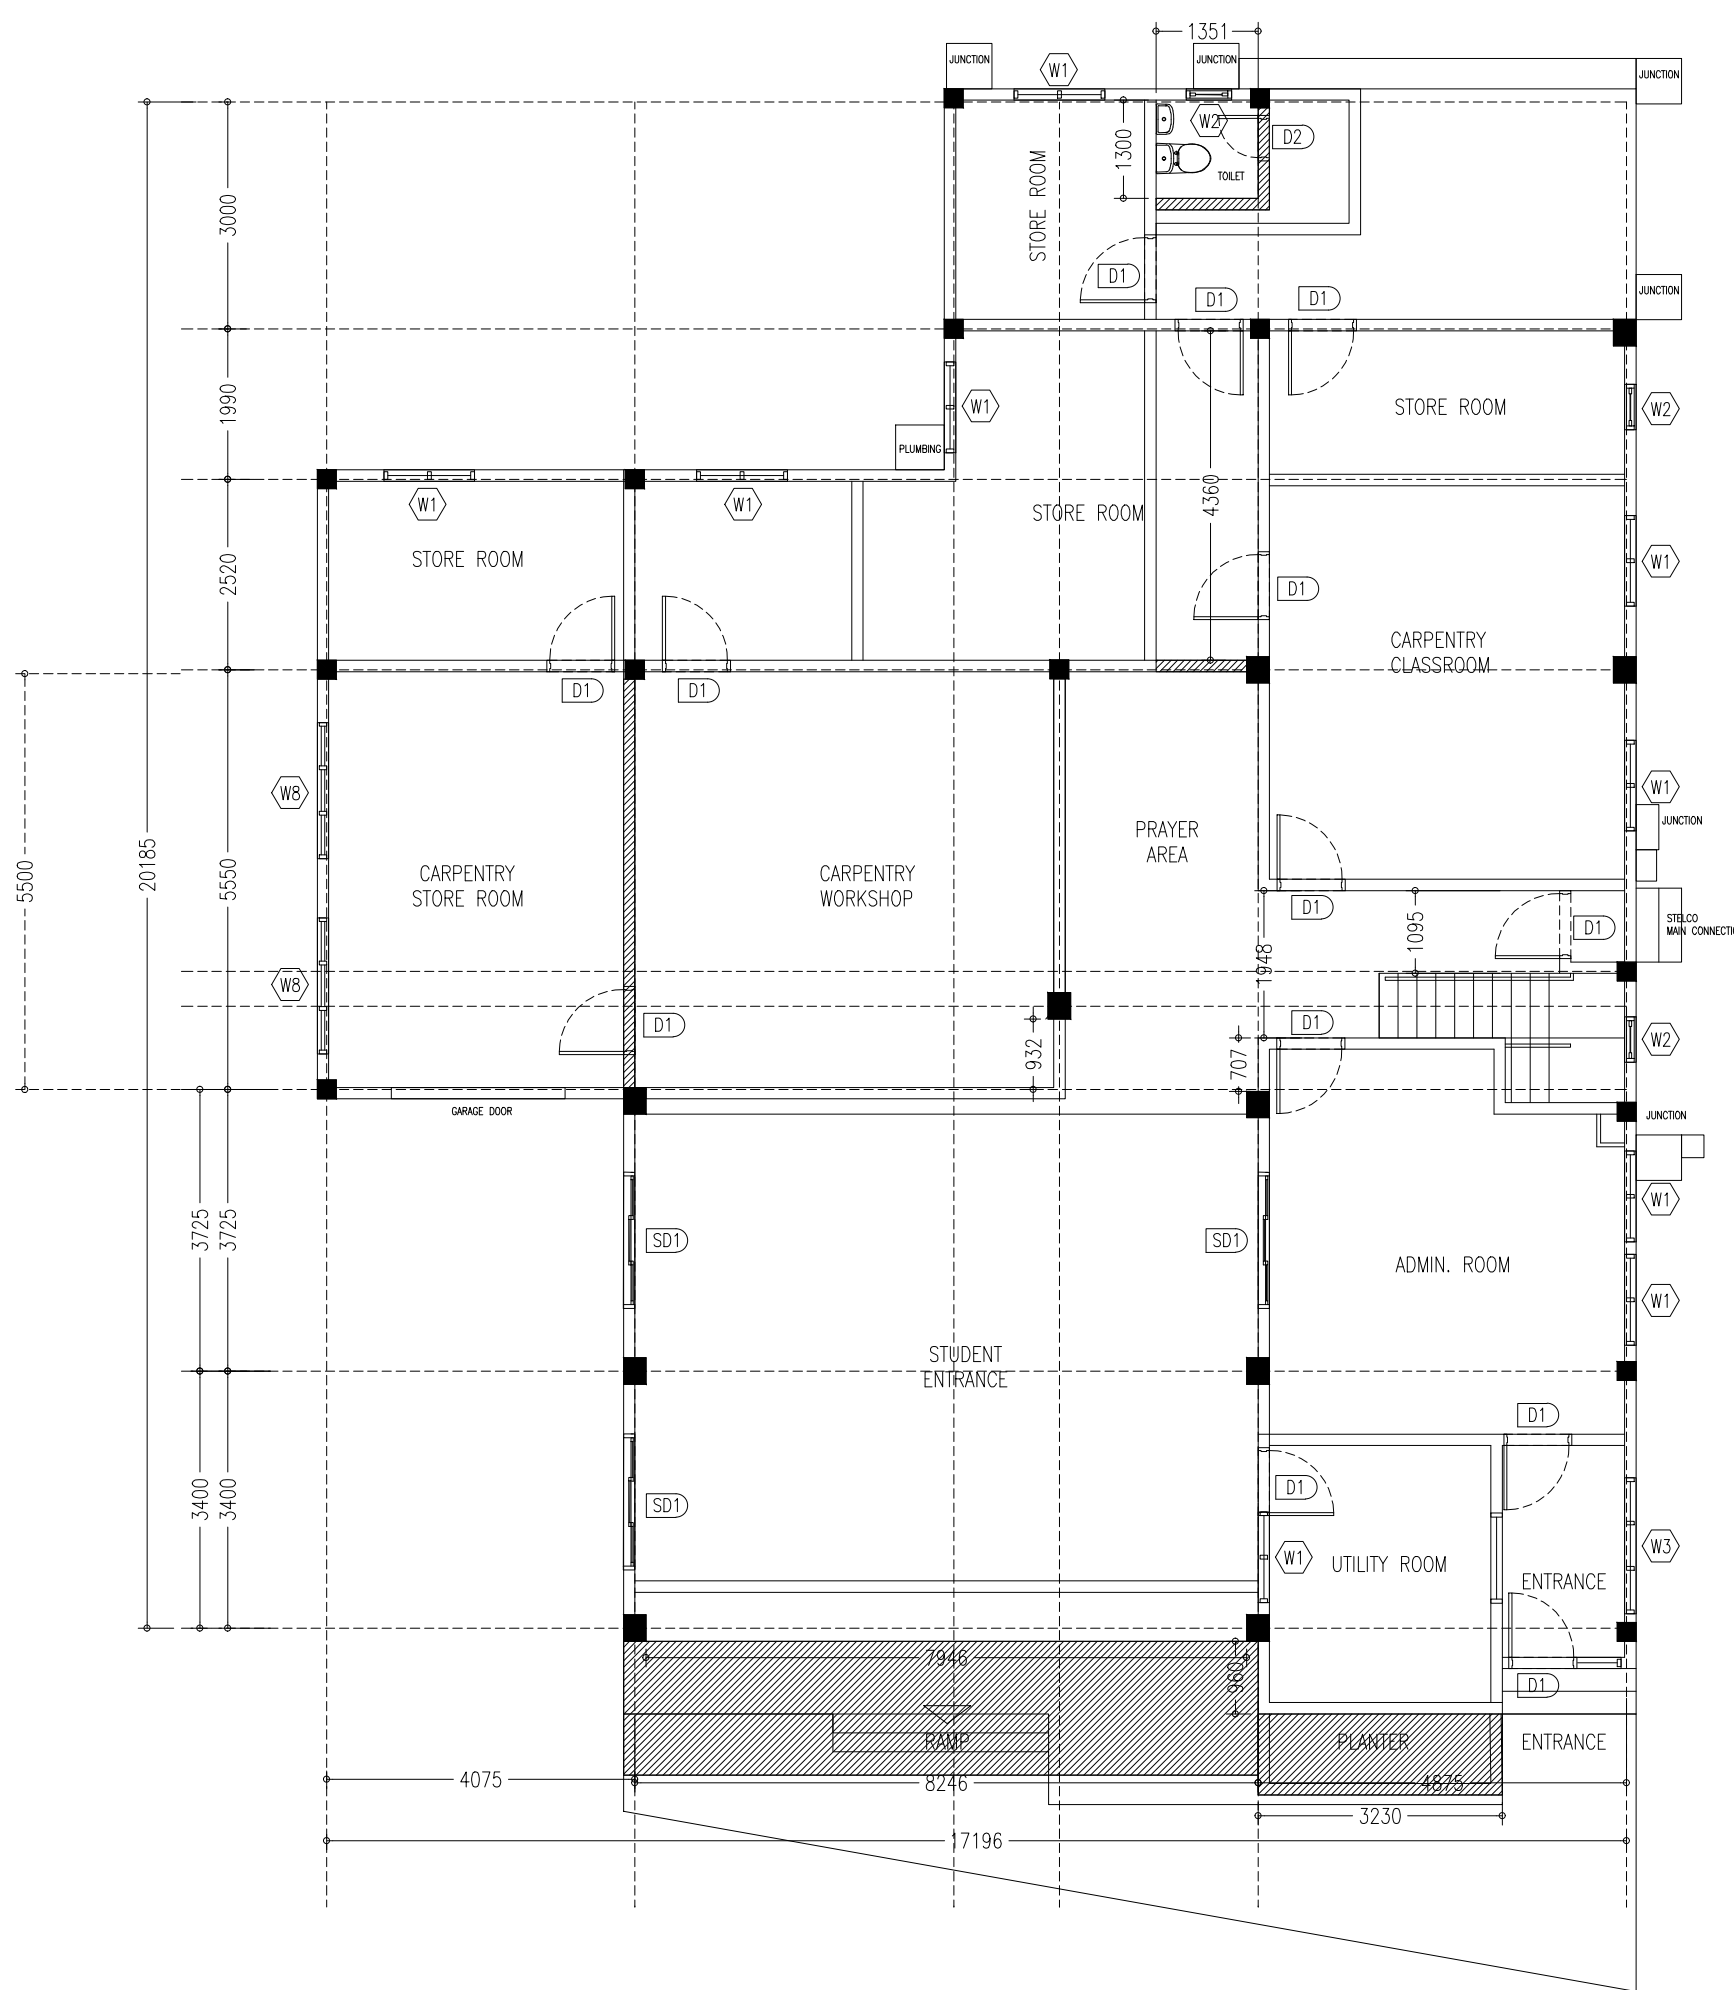 1351
JUNCTION
W1
JUNCTION
JUNCTION
W2
D2
1300
TOILET
STORE ROOM
3000
D1
D1
D1
JUNCTION
1990
W1
STORE ROOM
W2
PLUMBING
4360
W1
W1
STORE ROOM
STORE ROOM
W1
2520
D1
CARPENTRY
CLASSROOM
D1
D1
W8
W1
JUNCTION
PRAYER
AREA
20185
5500
5550
CARPENTRY
STORE ROOM
CARPENTRY
WORKSHOP
D1
1095
D1
STELCO
MAIN CONNECTI
1948
W8
D1
D1
W2
932
707
GARAGE DOOR
JUNCTION
W1
3725
3725
SD1
SD1
ADMIN. ROOM
W1
STUDENT
ENTRANCE
D1
3400
3400
SD1
D1
W1
UTILITY ROOM
W3
ENTRANCE
7946
960
D1
RAMP
PLANTER
ENTRANCE
4075
8246
4875
3230
17196